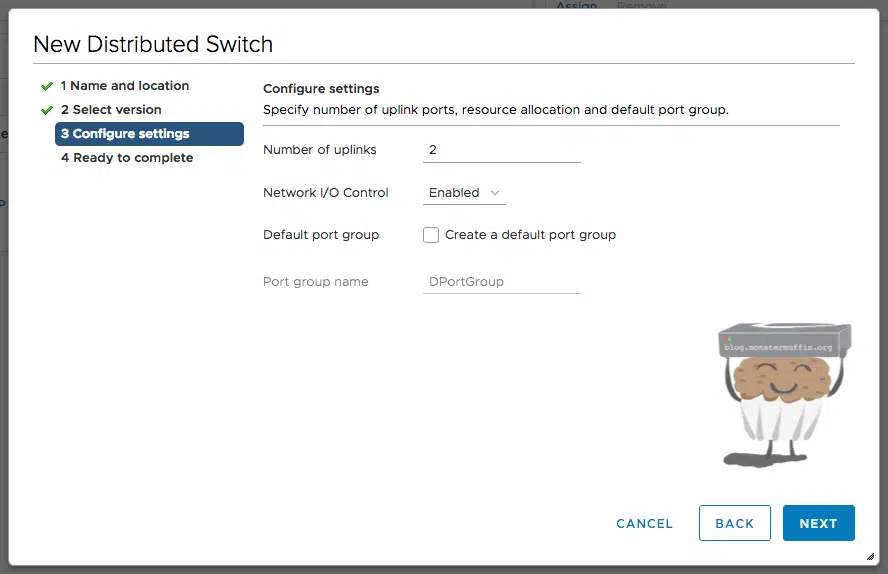 Assign Remove
New Distributed Switch
1 Name and location
2 Select version
3 Configure settings
4 Ready to complete
Configure settings
Specify number of uplink ports, resource allocation and default port group.
Number of uplinks 2
Network I/O Control Enabled
Default port group Create a default port group
Port group name DPortGroup
blog.monstermuffin.org
CANCEL BACK NEXT